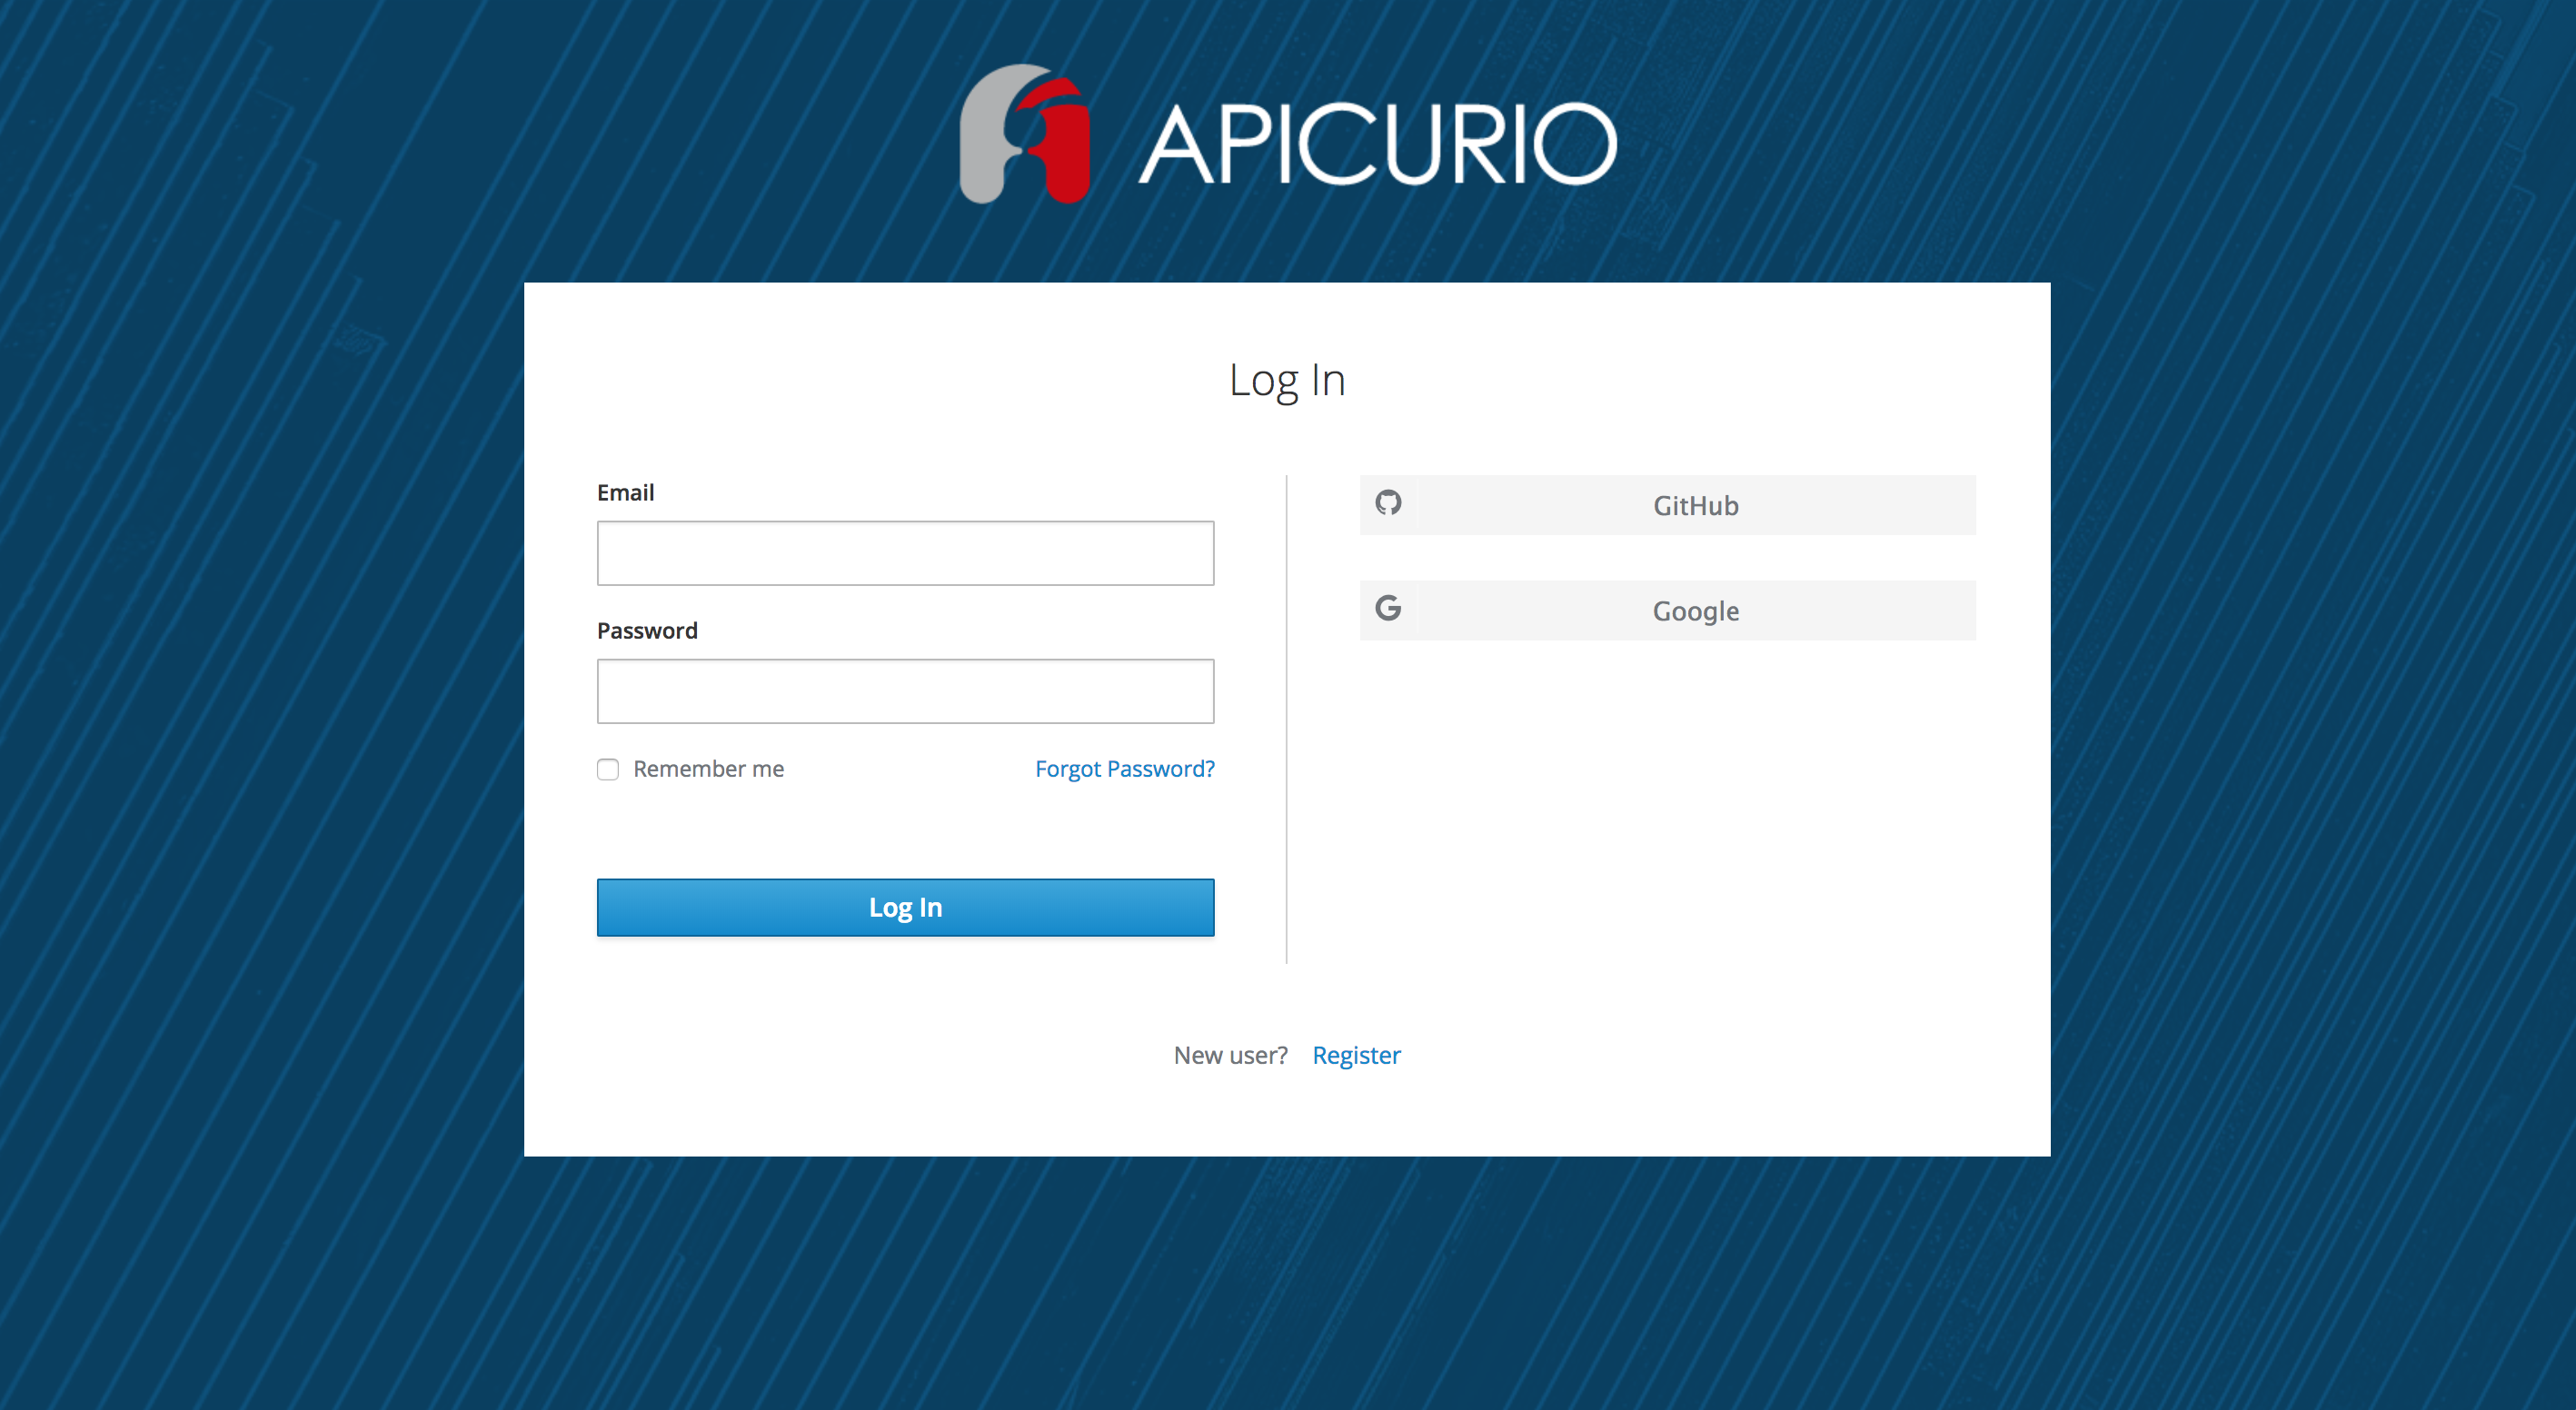 APICURIO
Log In
Email
Password
Remember me
Forgot Password?
Log In
GitHub
Google
New user? Register